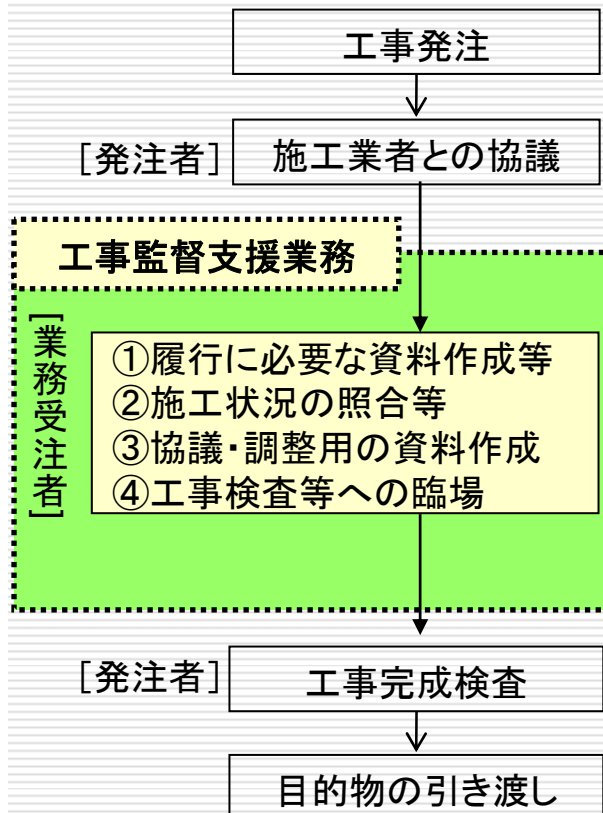 工事発注
[発注者]
施工業者との協議
工事監督支援業務
[業務受注者]
①履行に必要な資料作成等
②施工状況の照合等
③協議・調整用の資料作成
④工事検査等への臨場
[発注者]
工事完成検査
目的物の引き渡し